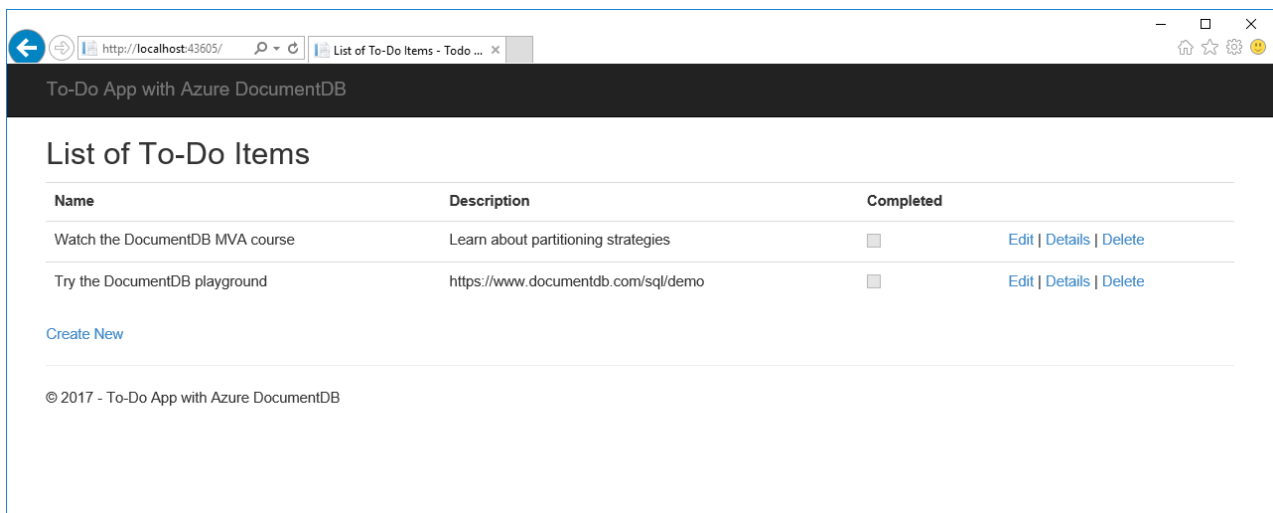 http://localhost:43605/ List of To-Do Items - Todo ...
To-Do App with Azure DocumentDB
List of To-Do Items
Name Description Completed
Watch the DocumentDB MVA course Learn about partitioning strategies Edit | Details | Delete
Try the DocumentDB playground https://www.documentdb.com/sql/demo Edit | Details | Delete
Create New
© 2017 - To-Do App with Azure DocumentDB